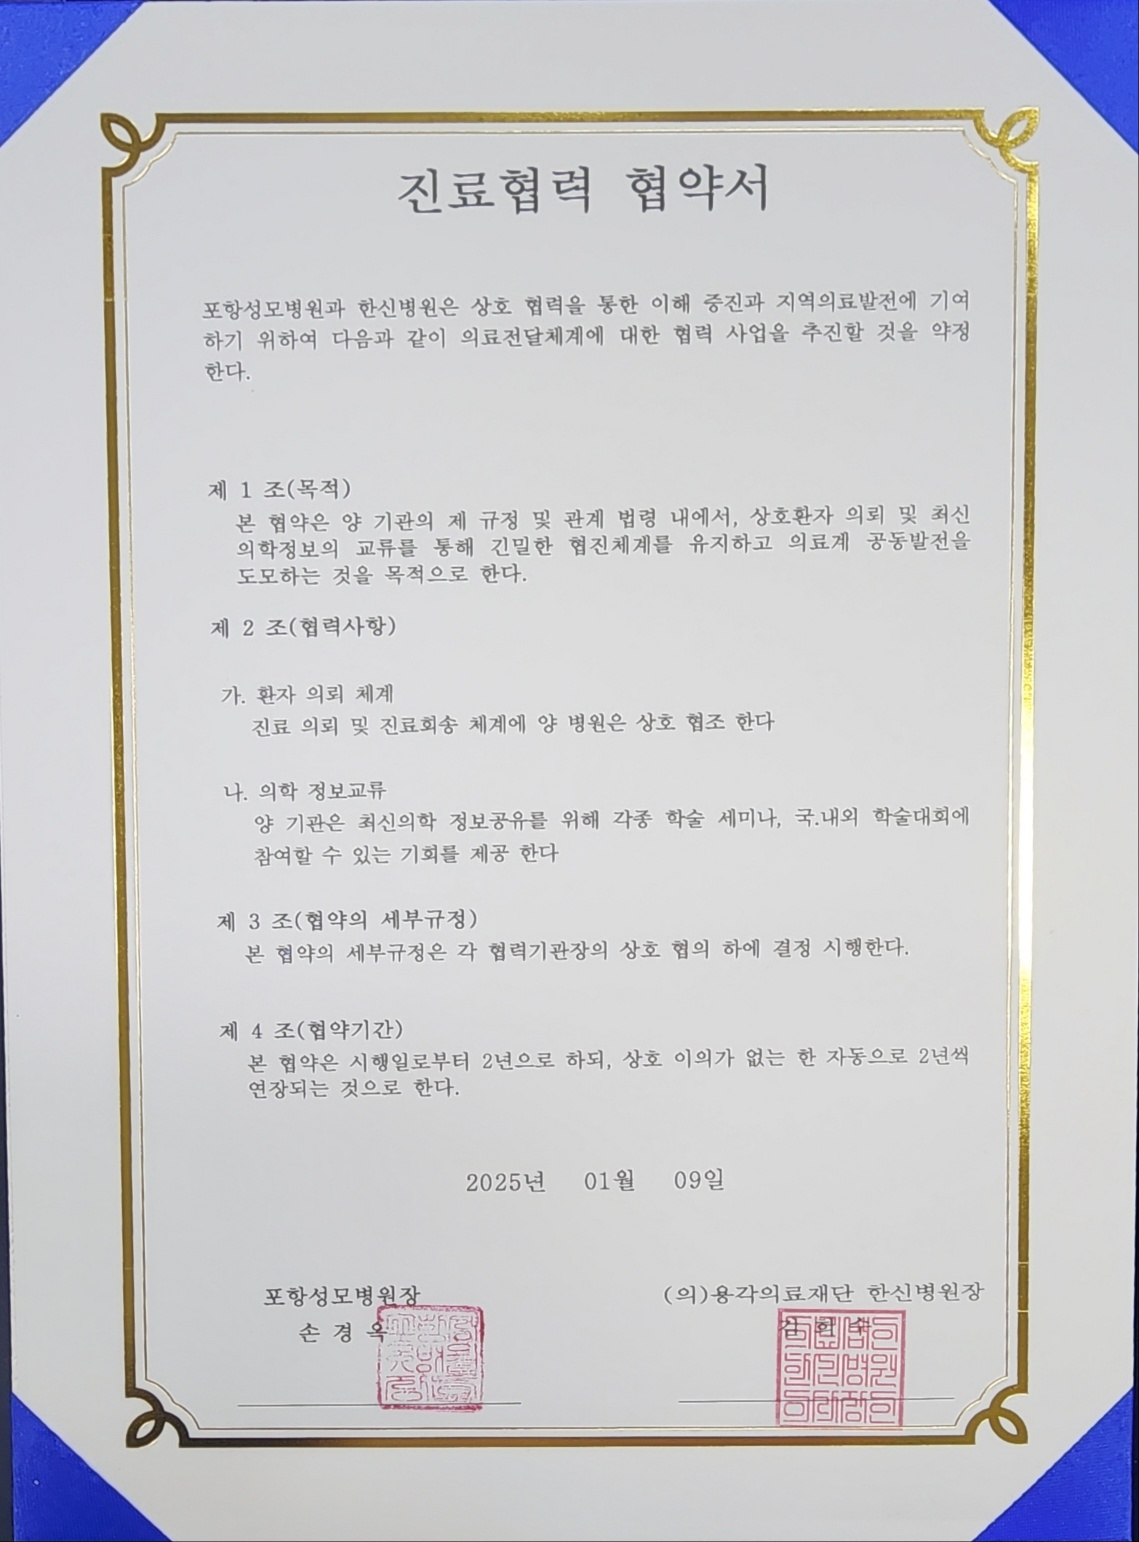 진료협력 협약서
포항성모병원과 한신병원은 상호 협력을 통한 이해 증진과 지역의료발전에 기여
하기 위하여 다음과 같이 의료전달체계에 대한 협력 사업을 추진할 것을 약정
한다.
제 1 조(목적)
본 협약은 양 기관의 제 규정 및 관계 법령 내에서, 상호환자 의뢰 및 최신
의학정보의 교류를 통해 긴밀한 협진체계를 유지하고 의료계 공동발전을
도모하는 것을 목적으로 한다.
제 2 조(협력사항)
가. 환자 의뢰 체계
진료 의뢰 및 진료회송 체계에 양 병원은 상호 협조 한다
나. 의학 정보교류
양 기관은 최신의학 정보공유를 위해 각종 학술 세미나, 국.내외 학술대회에
참여할 수 있는 기회를 제공 한다
제 3 조(협약의 세부규정)
본 협약의 세부규정은 각 협력기관장의 상호 협의 하에 결정 시행한다.
제 4 조(협약기간)
본 협약은 시행일로부터 2년으로 하되, 상호 이의가 없는 한 자동으로 2년씩
연장되는 것으로 한다.
2025년 01월 09일
포항성모병원장 (의)용각의료재단 한신병원장
손 경 옥